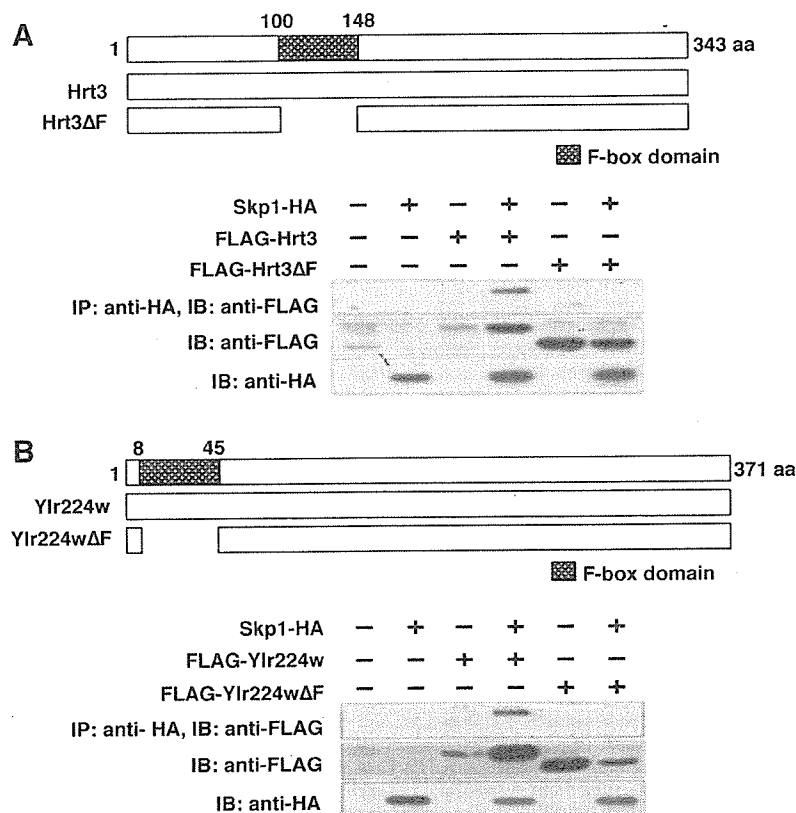 A
100 148
1 343 aa
Hrt3
Hrt3ΔF
F-box domain
Skp1-HA − + − + − +
FLAG-Hrt3 − − + + − −
FLAG-Hrt3ΔF − − − − + +
IP: anti-HA, IB: anti-FLAG
IB: anti-FLAG
IB: anti-HA
B
8 45
1 371 aa
Ylr224w
Ylr224wΔF
F-box domain
Skp1-HA − + − + − +
FLAG-Ylr224w − − + + − −
FLAG-Ylr224wΔF − − − − + +
IP: anti- HA, IB: anti-FLAG
IB: anti-FLAG
IB: anti-HA